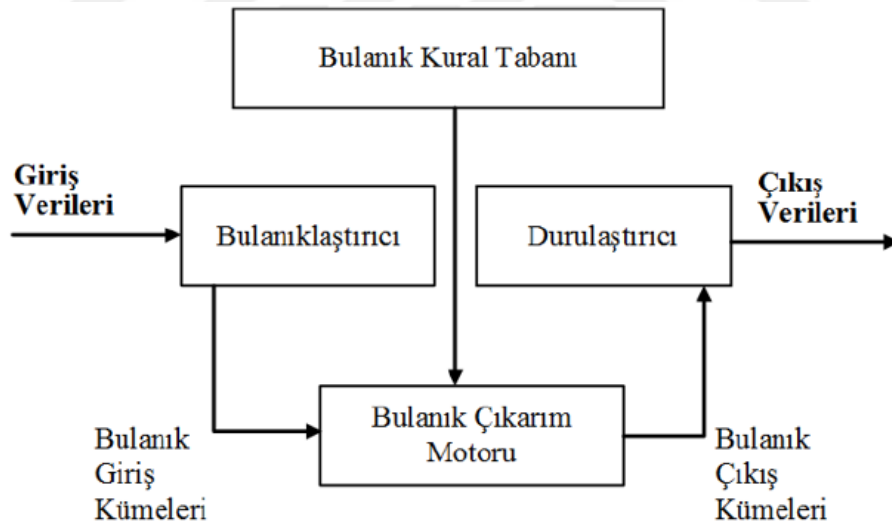 Bulanık Kural Tabanı
Giriş
Verileri
Bulanıklaştırıcı
Durulaştırıcı
Çıkış
Verileri
Bulanık
Giriş
Kümeleri
Bulanık Çıkarım
Motoru
Bulanık
Çıkış
Kümeleri